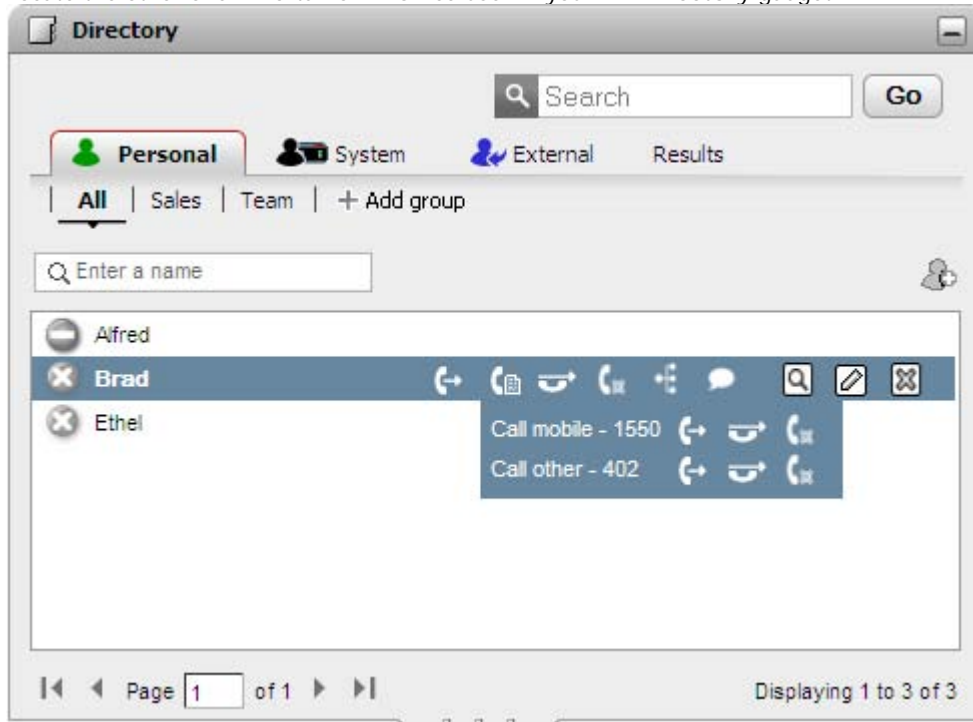 Directory
Search Go
Personal System External Results
All | Sales | Team | + Add group
Enter a name
Alfred
Brad
Ethel
Call mobile - 1550
Call other - 402
Page 1 of 1
Displaying 1 to 3 of 3